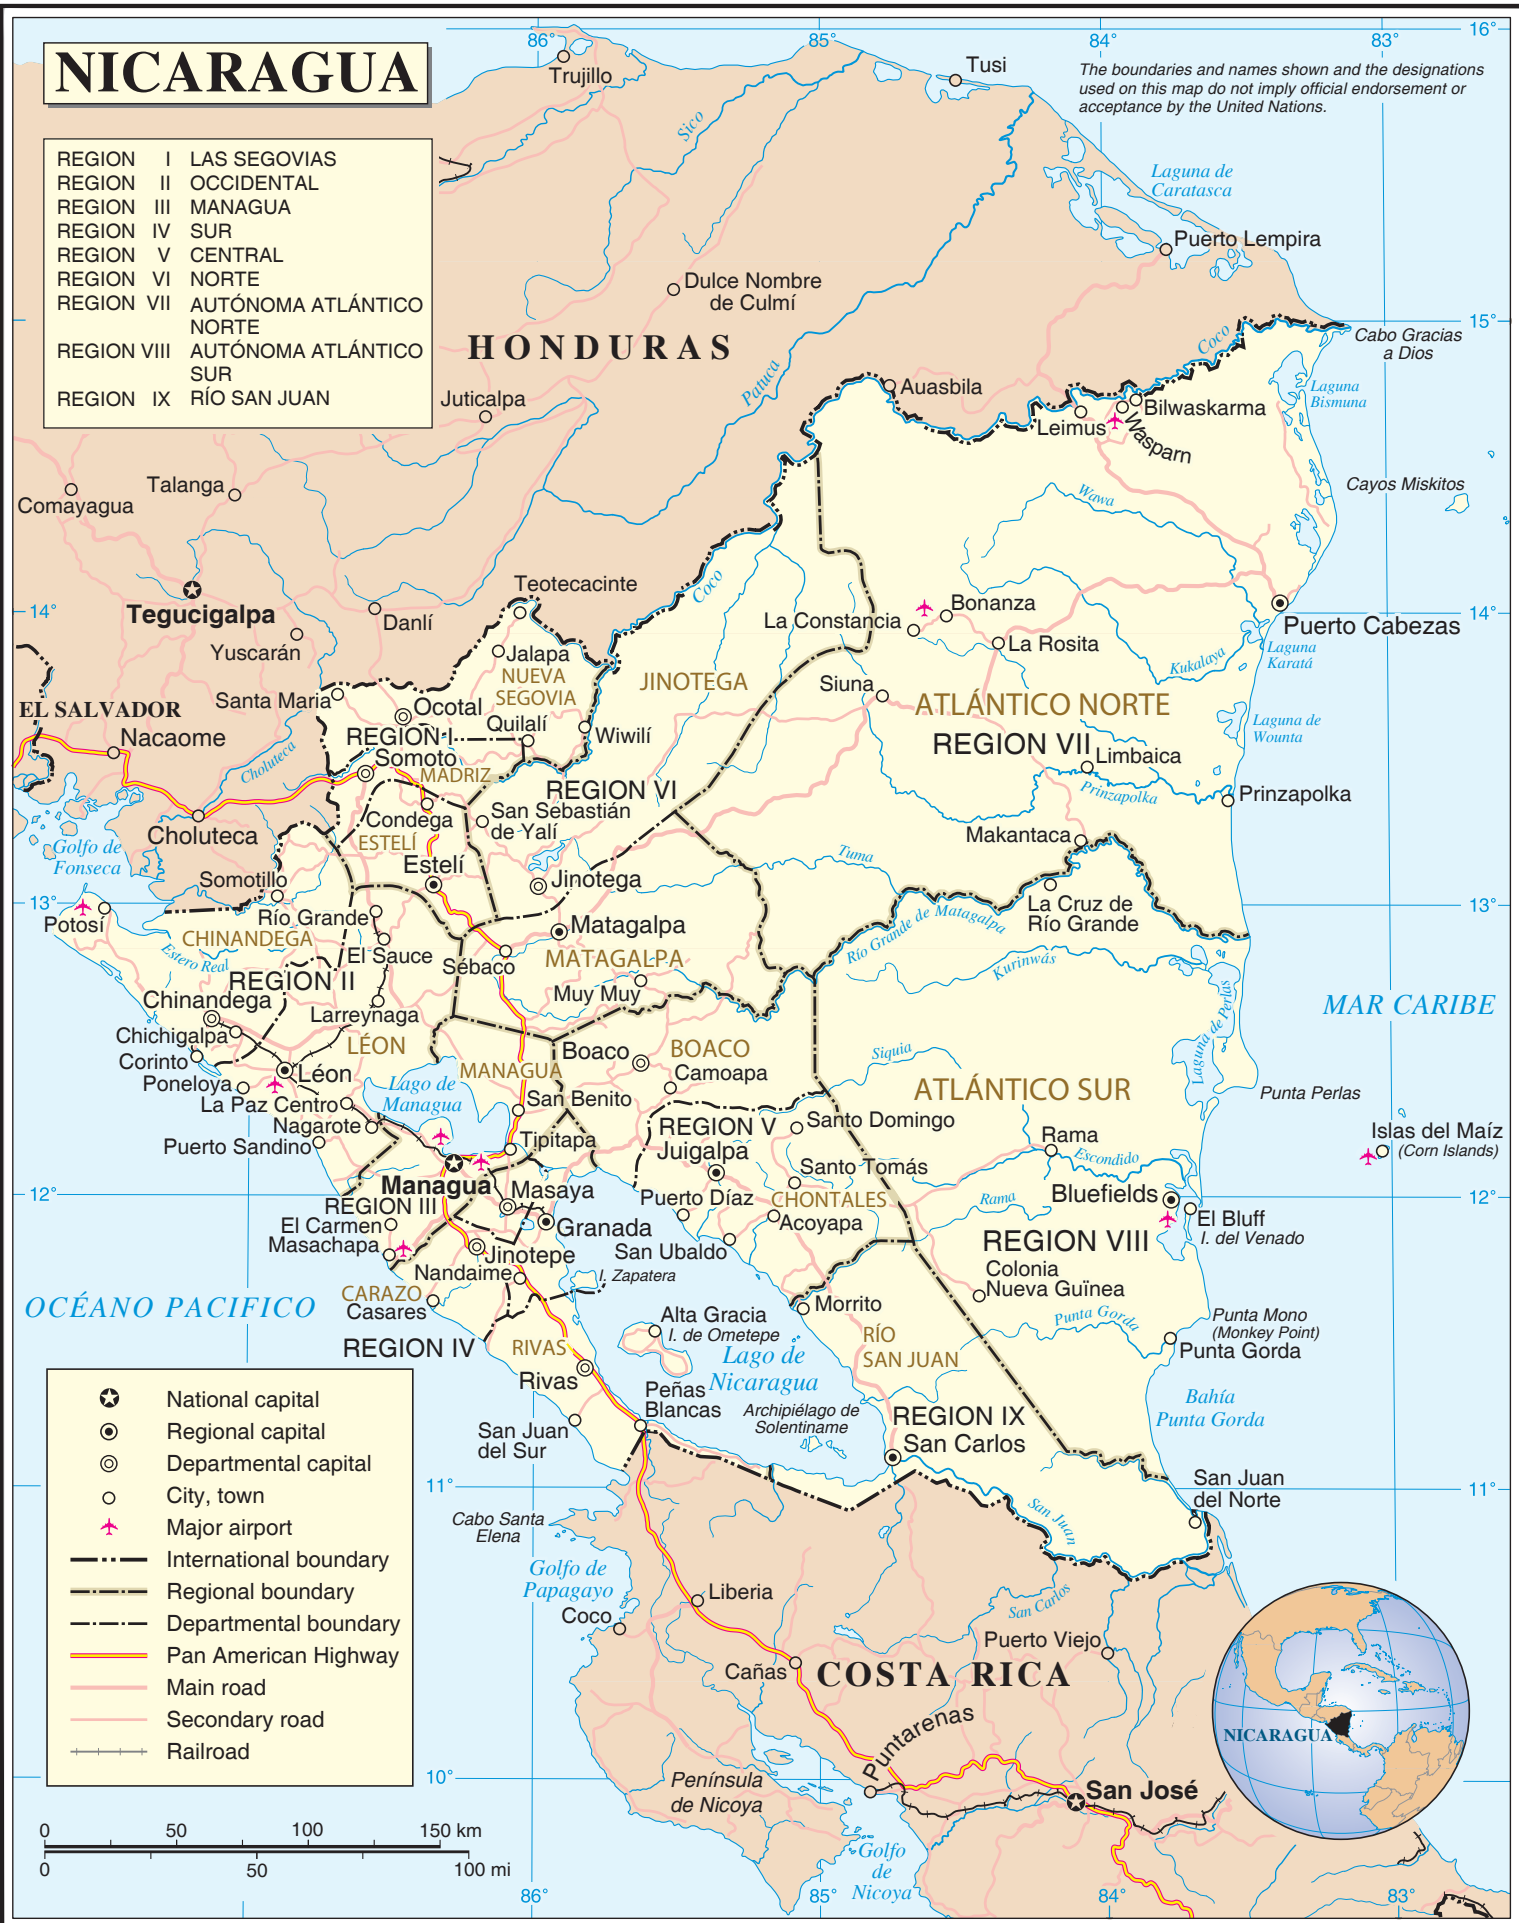 NICARAGUA
REGION I LAS SEGOVIAS
REGION II OCCIDENTAL
REGION III MANAGUA
REGION IV SUR
REGION V CENTRAL
REGION VI NORTE
REGION VII AUTÓNOMA ATLÁNTICO
NORTE
REGION VIII AUTÓNOMA ATLÁNTICO
SUR
REGION IX RÍO SAN JUAN
The boundaries and names shown and the designations
used on this map do not imply official endorsement or
acceptance by the United Nations.
86°
85°
84°
83°
16°
Trujillo
Tusi
Sico
Laguna de
Caratasca
Puerto Lempira
Dulce Nombre
de Culmí
HONDURAS
Patuca
Coco
15°
Cabo Gracias
a Dios
Juticalpa
Auasbila
Leimus
Wasparn
Bilwaskarma
Laguna
Bismuna
Talanga
Comayagua
Wawa
Cayos Miskitos
Tegucigalpa
Teotecacinte
Coco
14°
Danlí
Yuscarán
Jalapa
NUEVA
SEGOVIA
JINOTEGA
La Constancia
Bonanza
La Rosita
Puerto Cabezas
14°
Kukalaya
Laguna
Karatá
Santa Maria
Ocotal
Siuna
ATLÁNTICO NORTE
EL SALVADOR
Nacaome
REGION I
Quilalí
Wiwilí
REGION VII
Laguna de
Wounta
Choluteca
Somoto
MADRIZ
Limbaica
Prinzapolka
Prinzapolka
REGION VI
San Sebastián
de Yalí
Choluteca
Condega
ESTELÍ
Makantaca
Golfo de
Fonseca
Estelí
Tuma
Somotillo
Jinotega
La Cruz de
Río Grande
13°
Potosí
Río Grande
Matagalpa
Río Grande de Matagalpa
13°
CHINANDEGA
El Sauce
Sébaco
MATAGALPA
Estero Real
REGION II
Muy Muy
Kurinwás
Chinandega
Larreynaga
Laguna de Perlas
MAR CARIBE
Chichigalpa
LÉON
Boaco
BOACO
Siquia
Corinto
Léon
MANAGUA
Camoapa
ATLÁNTICO SUR
Poneloya
Lago de
Managua
Punta Perlas
La Paz Centro
San Benito
Nagarote
REGION V
Santo Domingo
Islas del Maíz
(Corn Islands)
Puerto Sandino
Tipitapa
Juigalpa
Rama
Escondido
12°
Managua
Masaya
Santo Tomás
CHONTALES
Rama
Bluefields
12°
REGION III
Puerto Díaz
Acoyapa
El Bluff
I. del Venado
El Carmen
Granada
Masachapa
Jinotepe
San Ubaldo
REGION VIII
Nandaime
I. Zapatera
Colonia
Nueva Guïnea
CARAZO
Casares
OCÉANO PACIFICO
Alta Gracia
I. de Ometepe
Morrito
Punta Gorda
Punta Mono
(Monkey Point)
REGION IV
RIVAS
RÍO
SAN JUAN
Punta Gorda
Lago de
Nicaragua
Rivas
Peñas
Blancas
Bahía
Punta Gorda
San Juan
del Sur
Archipiélago de
Solentiname
REGION IX
San Carlos
San Juan
del Norte
11°
11°
San Juan
Cabo Santa
Elena
Golfo de
Papagayo
Coco
Liberia
San Carlos
Puerto Viejo
Cañas
COSTA RICA
Puntarenas
San José
10°
Península
de Nicoya
Golfo
de
Nicoya
National capital
Regional capital
Departmental capital
City, town
Major airport
International boundary
Regional boundary
Departmental boundary
Pan American Highway
Main road
Secondary road
Railroad
NICARAGUA
0 50 100 150 km
0 50 100 mi
86°
85°
84°
83°